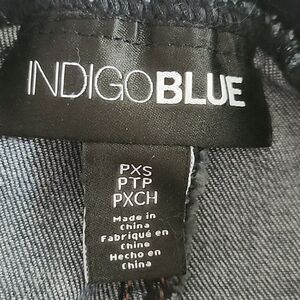 INDIGOBLUE
PXS
PTP
PXCH
Made in
China
Fabriqué en
Chine
Hecho en
China